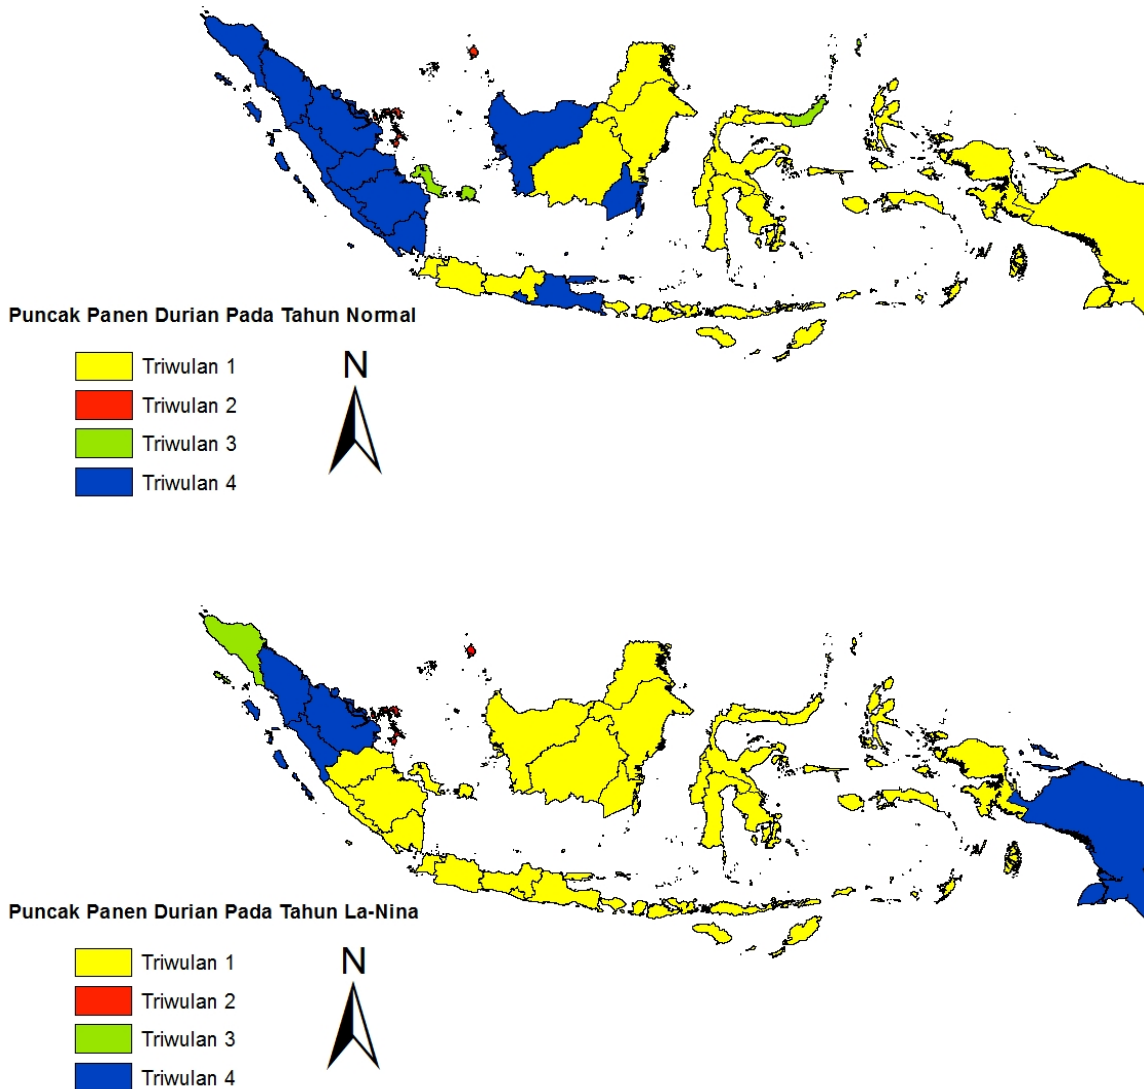 Puncak Panen Durian Pada Tahun Normal
Triwulan 1
Triwulan 2
Triwulan 3
Triwulan 4
N
Puncak Panen Durian Pada Tahun La-Nina
Triwulan 1
Triwulan 2
Triwulan 3
Triwulan 4
N